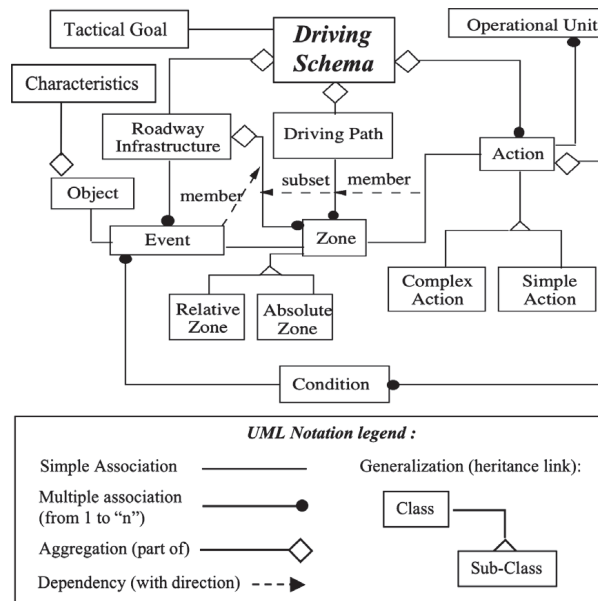 Tactical Goal
Driving
Schema
Operational Unit
Characteristics
Roadway
Infrastructure
Driving Path
Action
Object
member
subset
member
Event
Zone
Relative
Zone
Absolute
Zone
Complex
Action
Simple
Action
Condition
UML Notation legend :
Simple Association
Generalization (heritance link):
Multiple association
(from 1 to “n”)
Class
Aggregation (part of)
Sub-Class
Dependency (with direction)